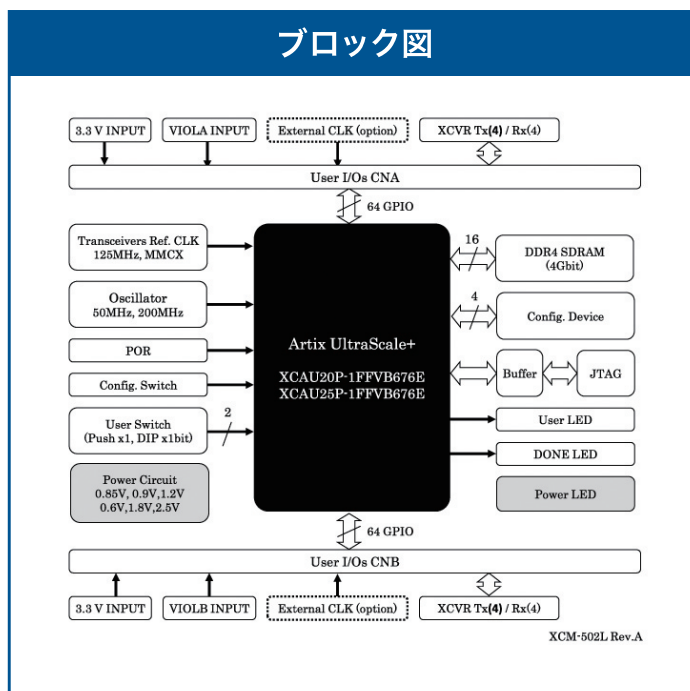 ブロック図
3.3 V INPUT
VIOLA INPUT
External CLK (option)
XCVR Tx(4) / Rx(4)
User I/Os CNA
64 GPIO
Transceivers Ref. CLK
125MHz, MMCX
Oscillator
50MHz, 200MHz
POR
Config. Switch
User Switch
(Push x1, DIP x1bit)
2
Power Circuit
0.85V, 0.9V,1.2V
0.6V,1.8V,2.5V
Artix UltraScale+
XCAU20P-1FFVB676E
XCAU25P-1FFVB676E
16
DDR4 SDRAM
(4Gbit)
4
Config. Device
Buffer
JTAG
User LED
DONE LED
Power LED
64 GPIO
User I/Os CNB
3.3 V INPUT
VIOLB INPUT
External CLK (option)
XCVR Tx(4) / Rx(4)
XCM-502L Rev.A